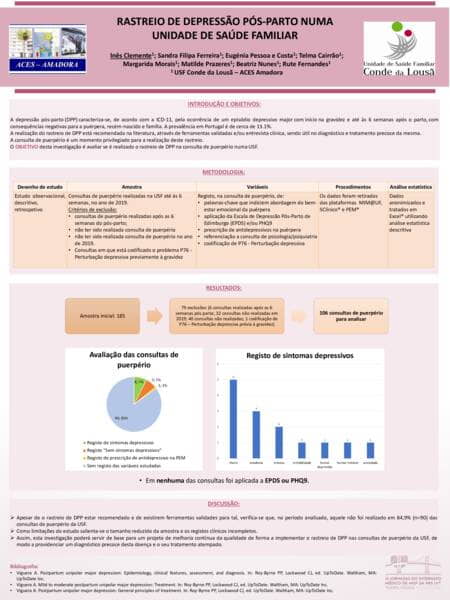 RASTREIO DE DEPRESSÃO PÓS-PARTO NUMA
UNIDADE DE SAÚDE FAMILIAR
Inês Clemente¹; Sandra Filipa Ferreira¹; Eugénia Pessoa e Costa¹; Telma Cairrão¹;
Margarida Morais¹; Matilde Prazeres¹; Beatriz Nunes¹; Rute Fernandes¹
¹ USF Conde da Lousã – ACES Amadora
ACES – AMADORA
Unidade de Saúde Familiar
Conde da Lousã
INTRODUÇÃO E OBJETIVOS:
A depressão pós-parto (DPP) caracteriza-se, de acordo com a ICD-11, pela ocorrência de um episódio depressivo major com início na gravidez e até às 6 semanas após o parto, com
consequências negativas para a puérpera, recém-nascido e família. A prevalência em Portugal é de cerca de 13.1%.
A realização do rastreio de DPP está recomendada na literatura, através de ferramentas validadas e/ou entrevista clínica, sendo útil no diagnóstico e tratamento precoce da mesma.
A consulta de puerpério é um momento privilegiado para a realização deste rastreio.
O OBJETIVO desta investigação é avaliar se é realizado o rastreio de DPP na consulta de puerpério numa USF.
METODOLOGIA:
Desenho do estudo
Amostra
Variáveis
Procedimentos
Análise estatística
Estudo observacional,
descritivo,
retrospetivo
Consultas de puerpério realizadas na USF até às 6
semanas, no ano de 2019.
Critérios de exclusão:
• consultas de puerpério realizadas após as 6
semanas do pós-parto;
• não ter sido realizada consulta de puerpério
• não ter sido realizada consulta de puerpério no ano
de 2019.
• Consultas em que está codificado o problema P76
- Perturbação depressiva previamente à gravidez
Registo, na consulta de puerpério, de:
• palavras-chave que indiciem abordagem do bem
estar emocional da puérpera
• aplicação da Escala de Depressão Pós-Parto de
Edinburgh (EPDS) e/ou PHQ9
• prescrição de antidepressivos na puérpera
• referenciação a consulta de psicologia/psiquiatria
• codificação de P76 - Perturbação depressiva
Os dados foram retirados
das plataformas MIM@UF,
SClínico® e PEM®
Dados
anonimizados e
tratados em
Excel® utilizando
análise estatística
descritiva
RESULTADOS:
Amostra inicial: 185
79 exclusões (6 consultas realizadas após as 6
semanas pós parto, 32 consultas não realizadas em
2019, 40 consultas não realizadas, 1 codificação de
P76 – Perturbação depressiva prévia à gravidez)
106 consultas de puerpério
para analisar
Avaliação das consultas de
puerpério
84,90%
Registo de sintomas depressivos
Registo "Sem sintomas depressivos"
Registo de prescrição de antidepressivo na PEM
Sem registo das variáveis estudadas
Registo de sintomas depressivos
• Em nenhuma das consultas foi aplicada a EPDS ou PHQ9.
DISCUSSÃO:
➢ Apesar de o rastreio de DPP estar recomendado e de existirem ferramentas validadas para tal, verifica-se que, no período analisado, aquele não foi realizado em 84,9% (n=90) das
consultas de puerpério da USF.
➢ Como limitações do estudo salienta-se o tamanho reduzido da amostra e os registos clínicos incompletos.
➢ Assim, esta investigação poderá servir de base para um projeto de melhoria contínua da qualidade de forma a implementar o rastreio de DPP nas consultas de puerpério da USF, de
modo a providenciar um diagnóstico precoce desta doença e o seu tratamento atempado.
Bibliografia:
• Viguera A. Postpartum unipolar major depression: Epidemiology, clinical features, assessment, and diagnosis. In: Roy-Byrne PP, Lockwood CJ, ed. UpToDate. Waltham, MA:
UpToDate Inc.
• Viguera A. Mild to moderate postpartum unipolar major depression: Treatment. In: Roy-Byrne PP, Lockwood CJ, ed. UpToDate. Waltham, MA: UpToDate Inc.
• Viguera A. Postpartum unipolar major depression: General principles of treatment. In: Roy-Byrne PP, Lockwood CJ, ed. UpToDate. Waltham, MA: UpToDate Inc.